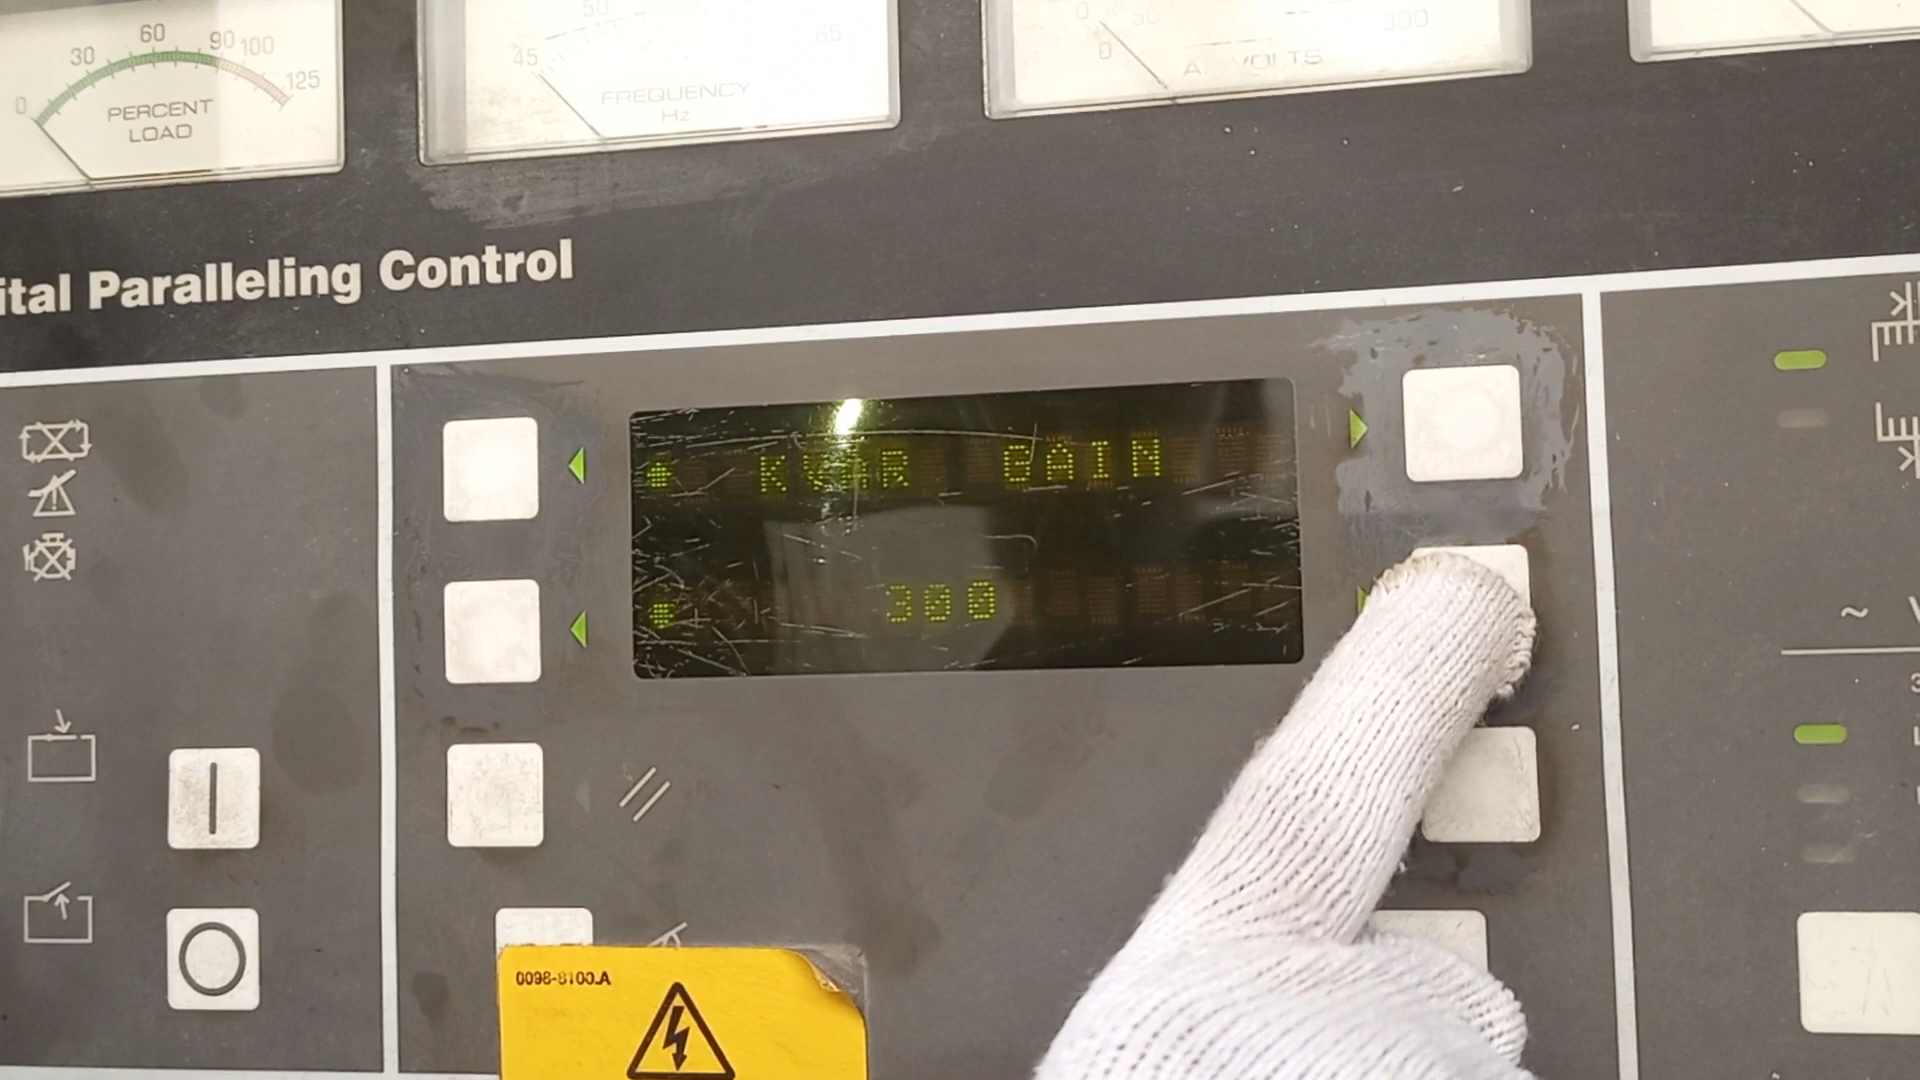 0 30 60 90 100 125
PERCENT
LOAD
45 50 65
FREQUENCY
Hz
0 50 300
0
VOLTS
ital Paralleling Control
KVAR GAIN
300
0098-8100.A